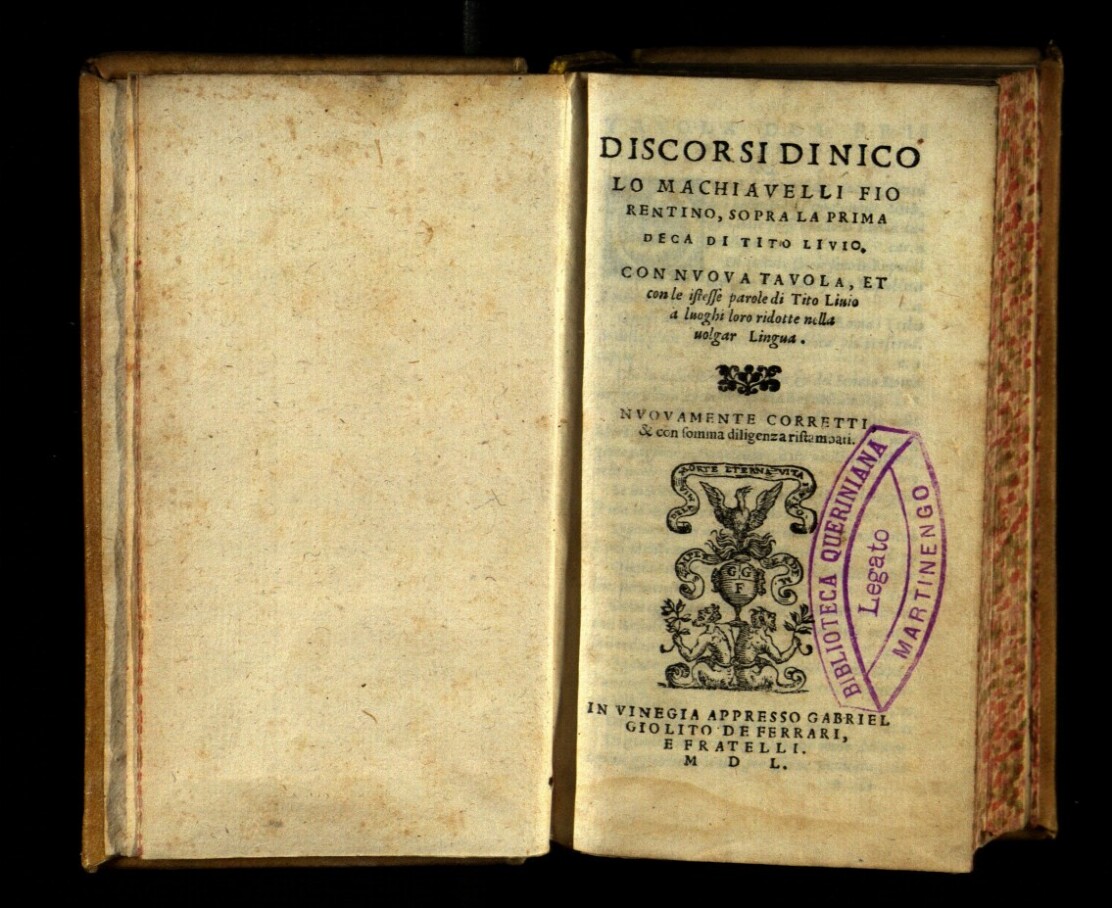 DISCORSI DI NICO
LO MACHIAVELLI FIO
RENTINO, SOPRA LA PRIMA
DECA DI TITO LIVIO.
CON NVOVA TAVOLA, ET
con le istesse parole di Tito Liuio
a luoghi loro ridotte nella
uolgar Lingua.
NVOVAMENTE CORRETTI,
& con somma diligenza ristampati.
MORTE ETERNA VITA
SEMPER
G G
F
IN VINEGIA APPRESSO GABRIEL
GIOLITO DE FERRARI,
E FRATELLI.
M D L.
BIBLIOTECA QUERINIANA
Legato
MARTINENGO